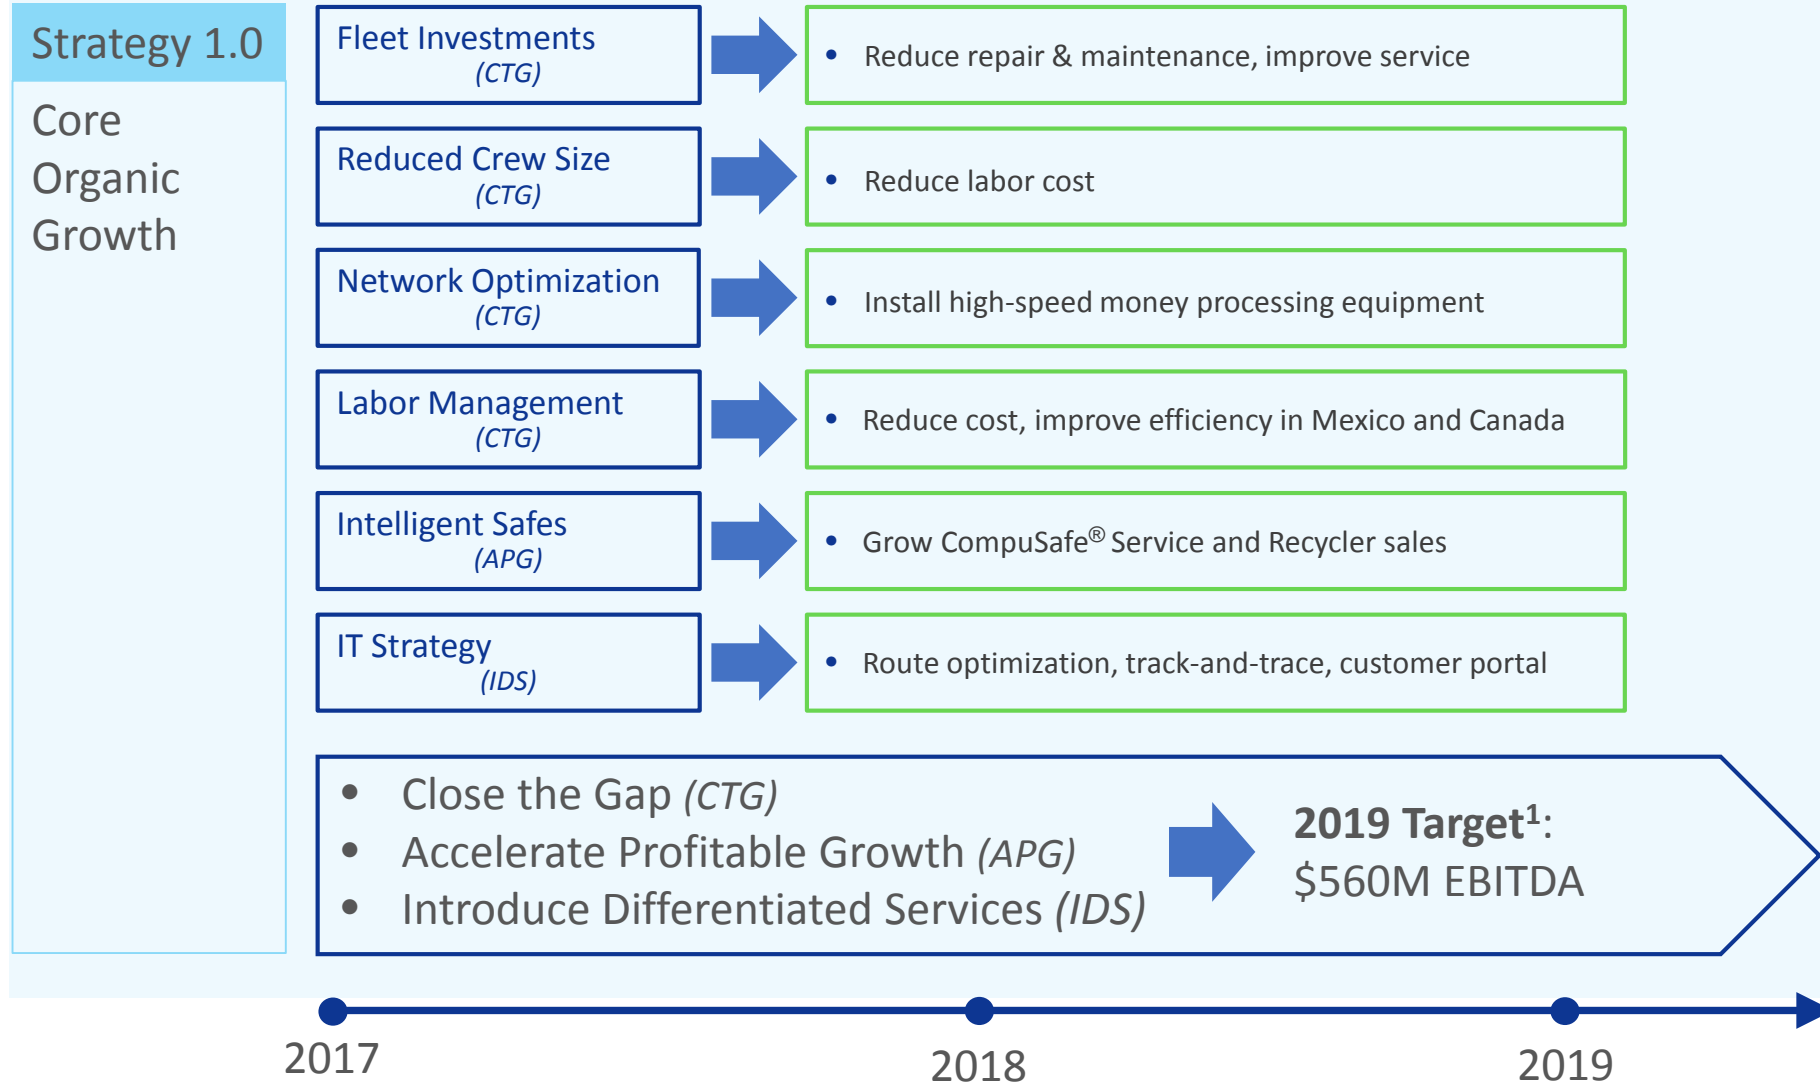 Strategy 1.0
Core
Organic
Growth
Fleet Investments
(CTG)
• Reduce repair & maintenance, improve service
Reduced Crew Size
(CTG)
• Reduce labor cost
Network Optimization
(CTG)
• Install high-speed money processing equipment
Labor Management
(CTG)
• Reduce cost, improve efficiency in Mexico and Canada
Intelligent Safes
(APG)
• Grow CompuSafe® Service and Recycler sales
IT Strategy
(IDS)
• Route optimization, track-and-trace, customer portal
• Close the Gap (CTG)
• Accelerate Profitable Growth (APG)
• Introduce Differentiated Services (IDS)
2019 Target¹:
$560M EBITDA
2017
2018
2019